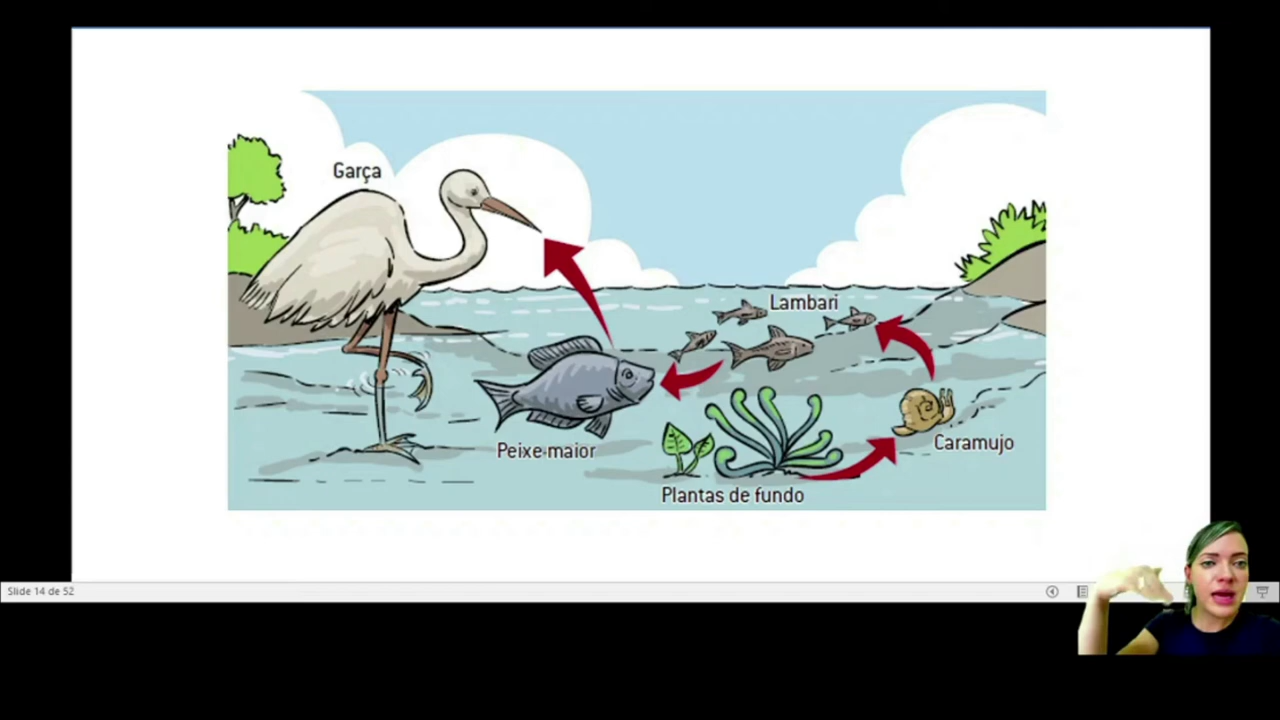 Garça
Lambari
Caramujo
Peixe maior
Plantas de fundo
Slide 14 de 52